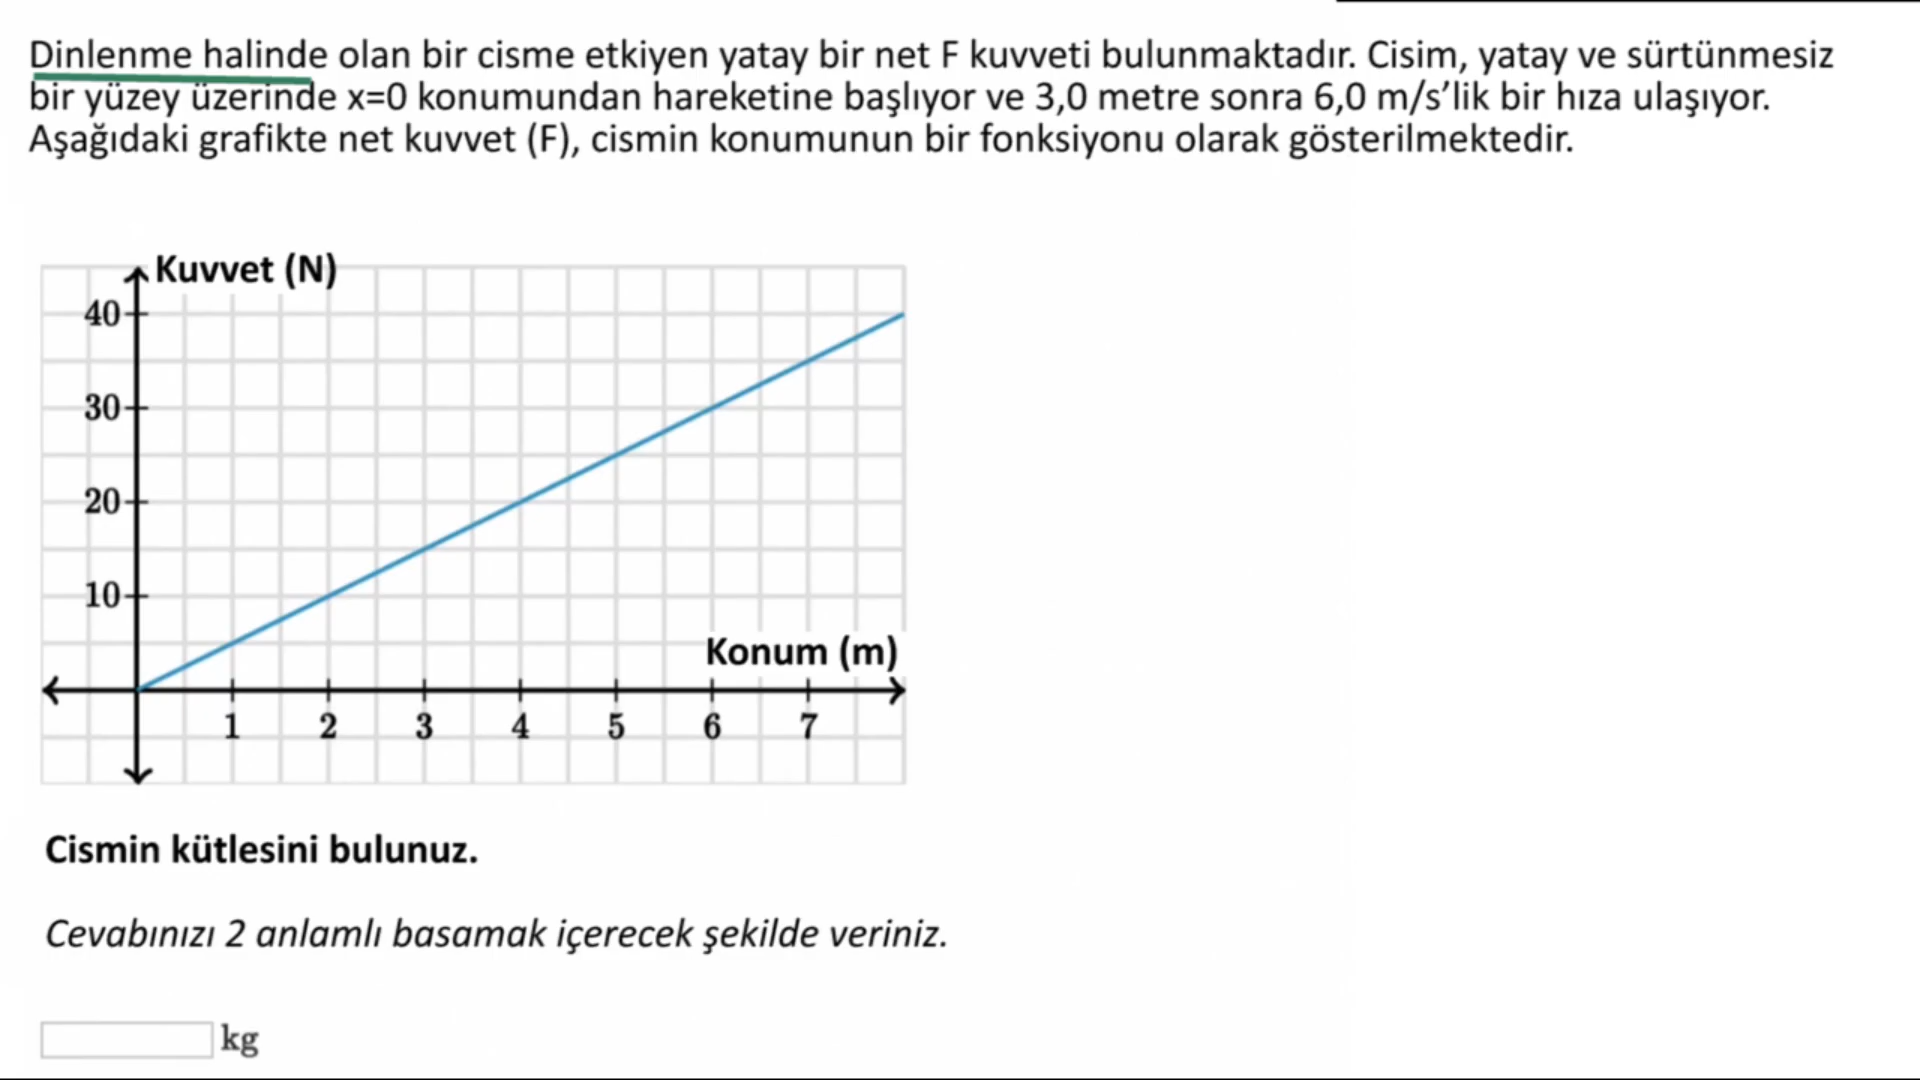 Dinlenme halinde olan bir cisme etkiyen yatay bir net F kuvveti bulunmaktadır. Cisim, yatay ve sürtünmesiz
bir yüzey üzerinde x=0 konumundan hareketine başlıyor ve 3,0 metre sonra 6,0 m/s'lik bir hıza ulaşıyor.
Aşağıdaki grafikte net kuvvet (F), cismin konumunun bir fonksiyonu olarak gösterilmektedir.
Kuvvet (N)
40
30
20
10
Konum (m)
1 2 3 4 5 6 7
Cismin kütlesini bulunuz.
Cevabınızı 2 anlamlı basamak içerecek şekilde veriniz.
kg